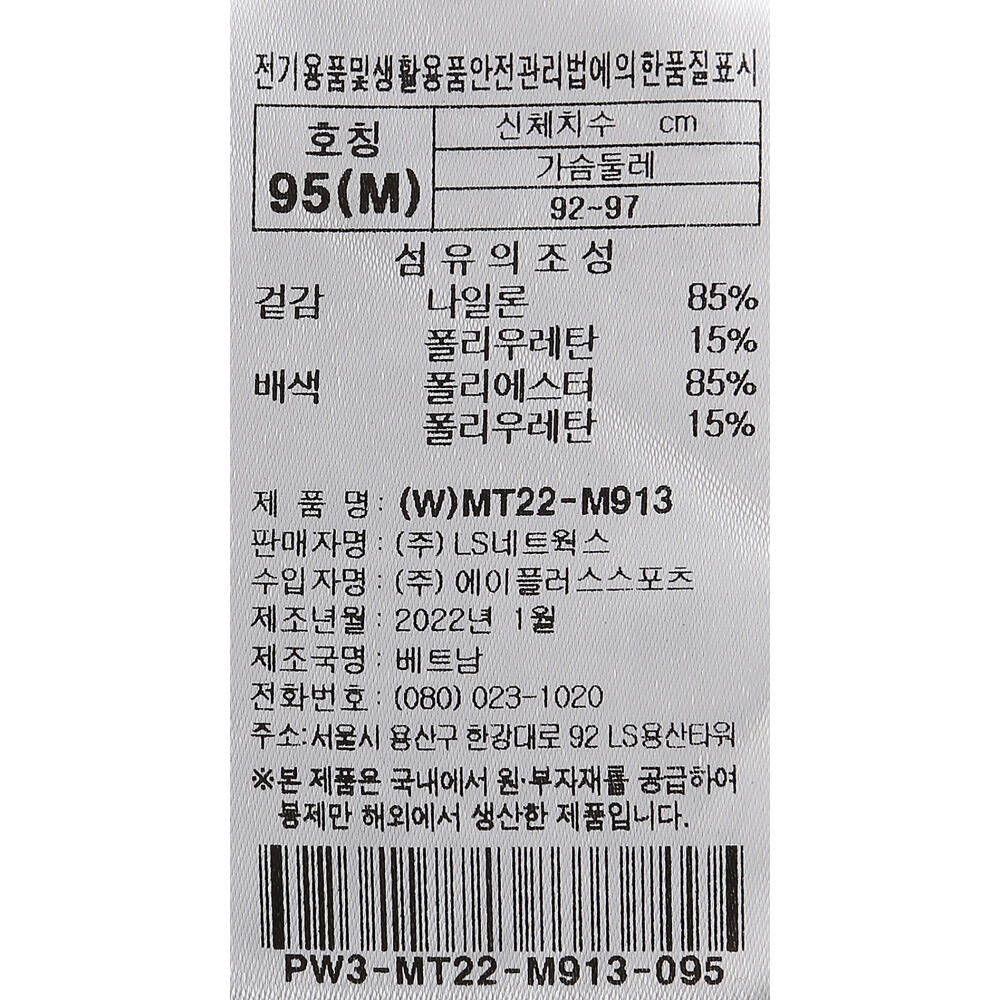 전기용품및생활용품안전관리법에의한품질표시
호칭
95(M)
신체치수 cm
가슴둘레
92~97
섬유의조성
겉감 나일론 85%
폴리우레탄 15%
배색 폴리에스터 85%
폴리우레탄 15%
제 품 명: (W)MT22-M913
판매자명: (주) LS네트웍스
수입자명: (주) 에이플러스스포츠
제조년월: 2022년 1월
제조국명: 베트남
전화번호: (080) 023-1020
주소:서울시 용산구 한강대로 92 LS용산타워
※본 제품은 국내에서 원·부자재를 공급하여
봉제만 해외에서 생산한 제품입니다.
PW3-MT22-M913-095